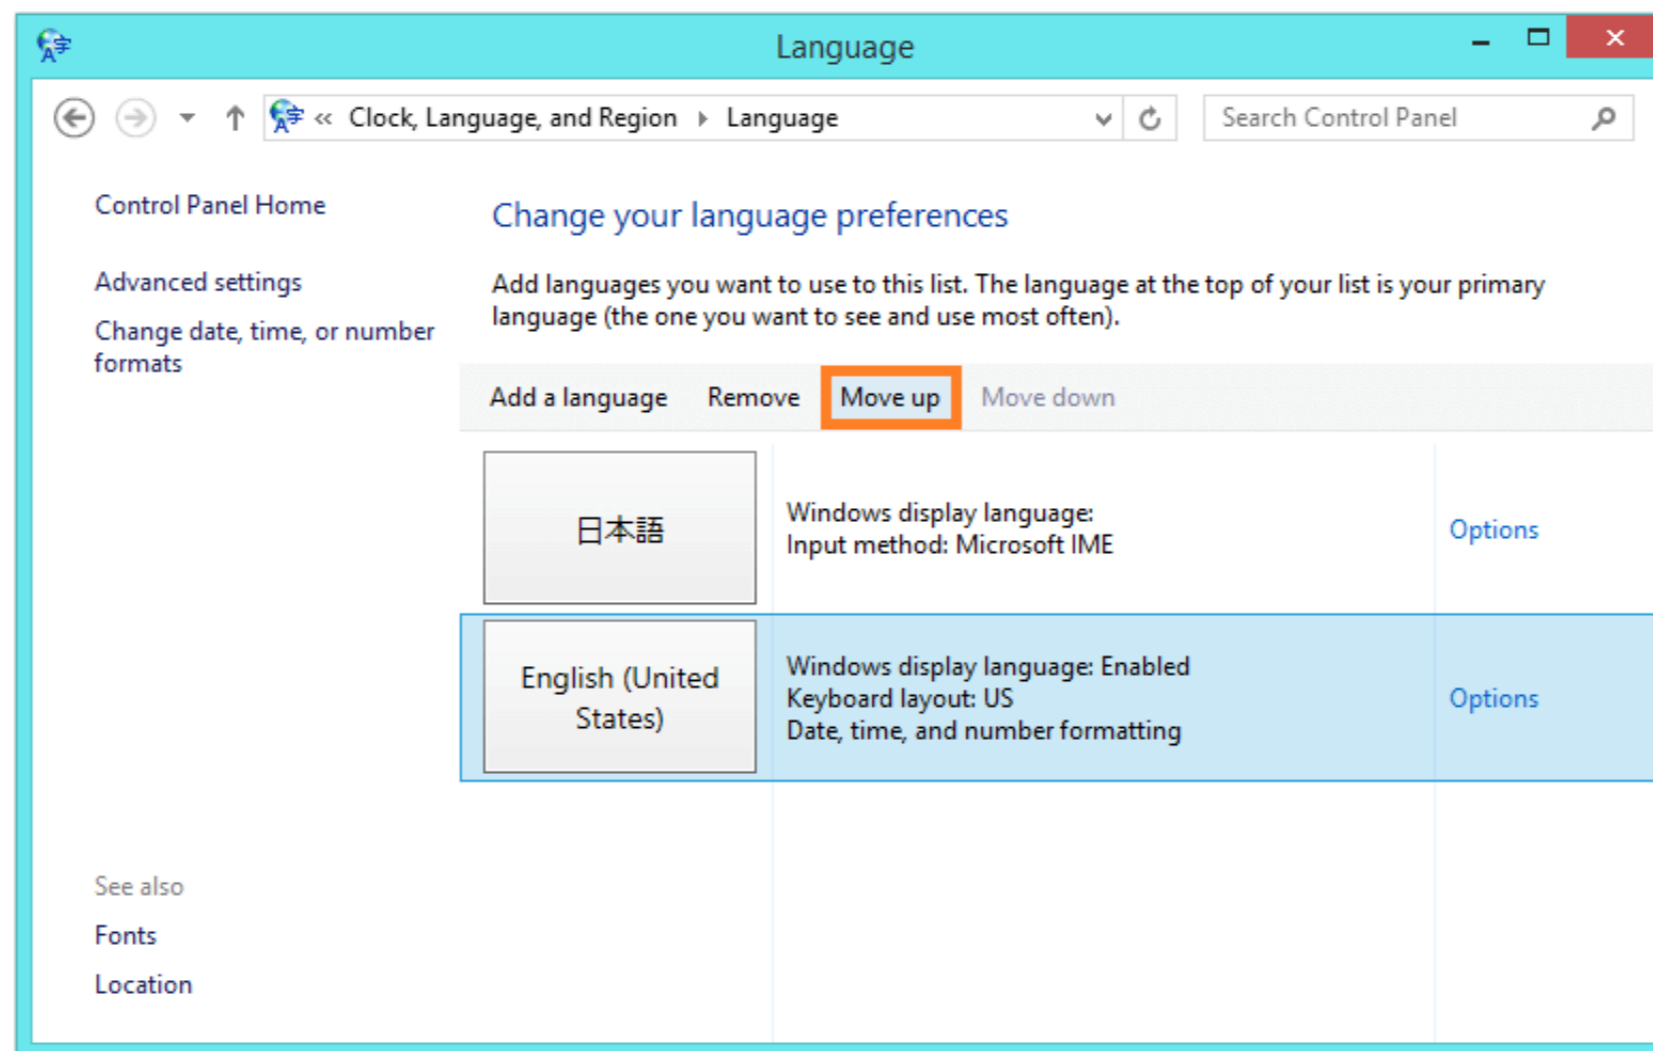 Language
« Clock, Language, and Region Language
Search Control Panel
Control Panel Home
Advanced settings
Change date, time, or number
formats
Change your language preferences
Add languages you want to use to this list. The language at the top of your list is your primary
language (the one you want to see and use most often).
Add a language Remove Move up Move down
日本語
Windows display language:
Input method: Microsoft IME
Options
English (United
States)
Windows display language: Enabled
Keyboard layout: US
Date, time, and number formatting
Options
See also
Fonts
Location